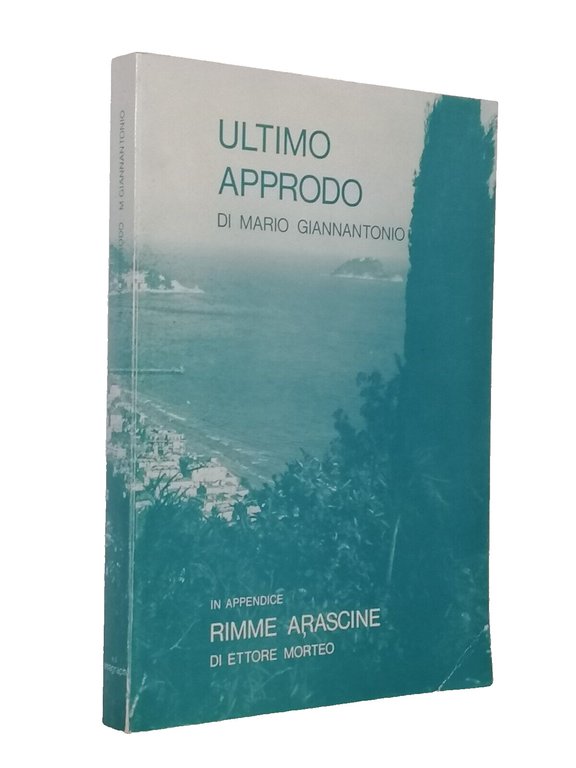 ULTIMO
APPRODO
DI MARIO GIANNANTONIO
IN APPENDICE
RIMME ARASCINE
DI ETTORE MORTEO
M GIANNANTONIO